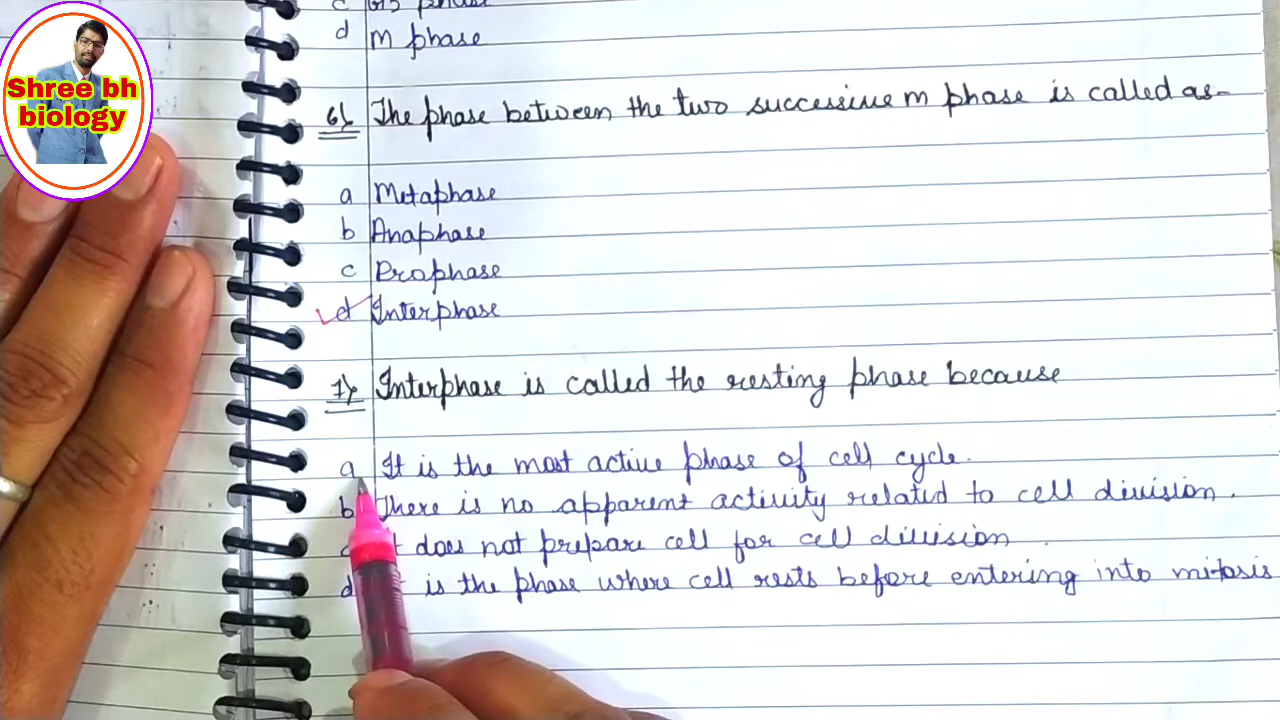 Shree bh
biology
c G2 phase
d M phase
6) The phase between the two successive M phase is called as-
a Metaphase
b Anaphase
c Prophase
d Interphase
7) Interphase is called the resting phase because
a It is the most active phase of cell cycle.
b There is no apparent activity related to cell division.
does not prepare cell for cell division.
d is the phase where cell rests before entering into mitosis